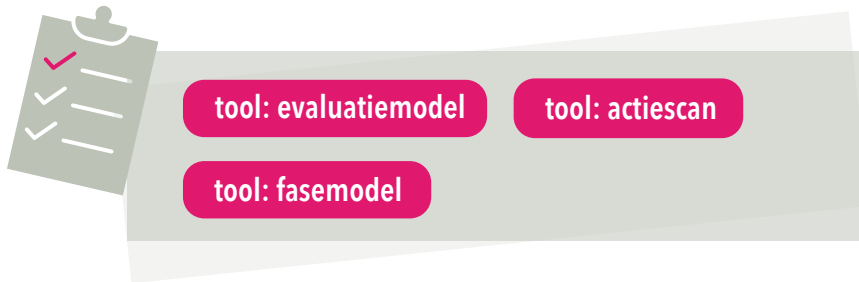 tool: evaluatiemodel
tool: actiescan
tool: fasemodel